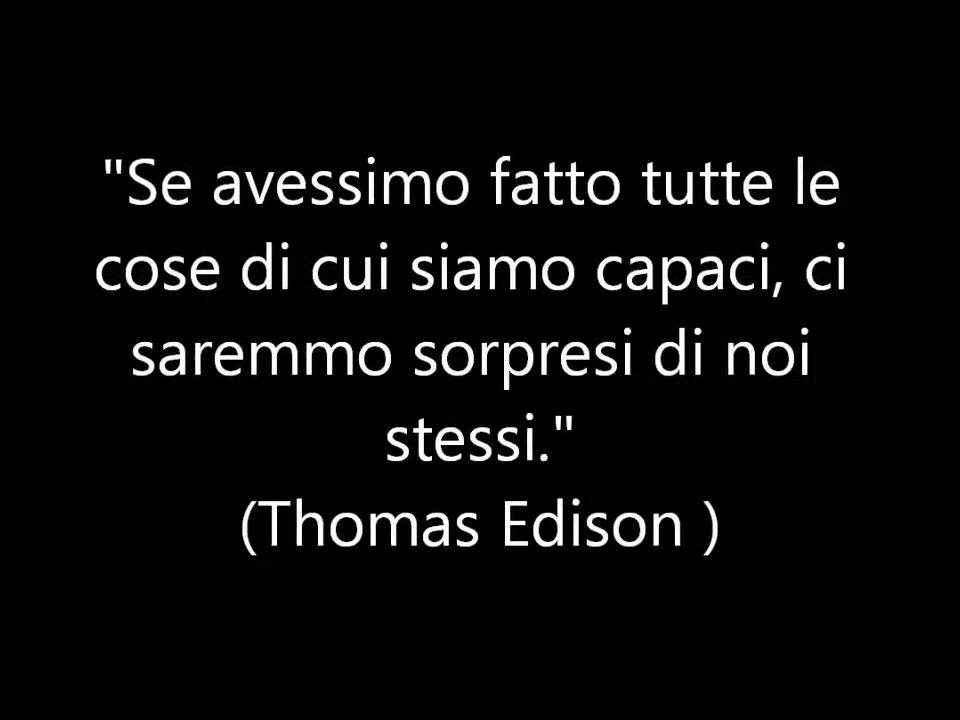 "Se avessimo fatto tutte le
cose di cui siamo capaci, ci
saremmo sorpresi di noi
stessi."
(Thomas Edison )